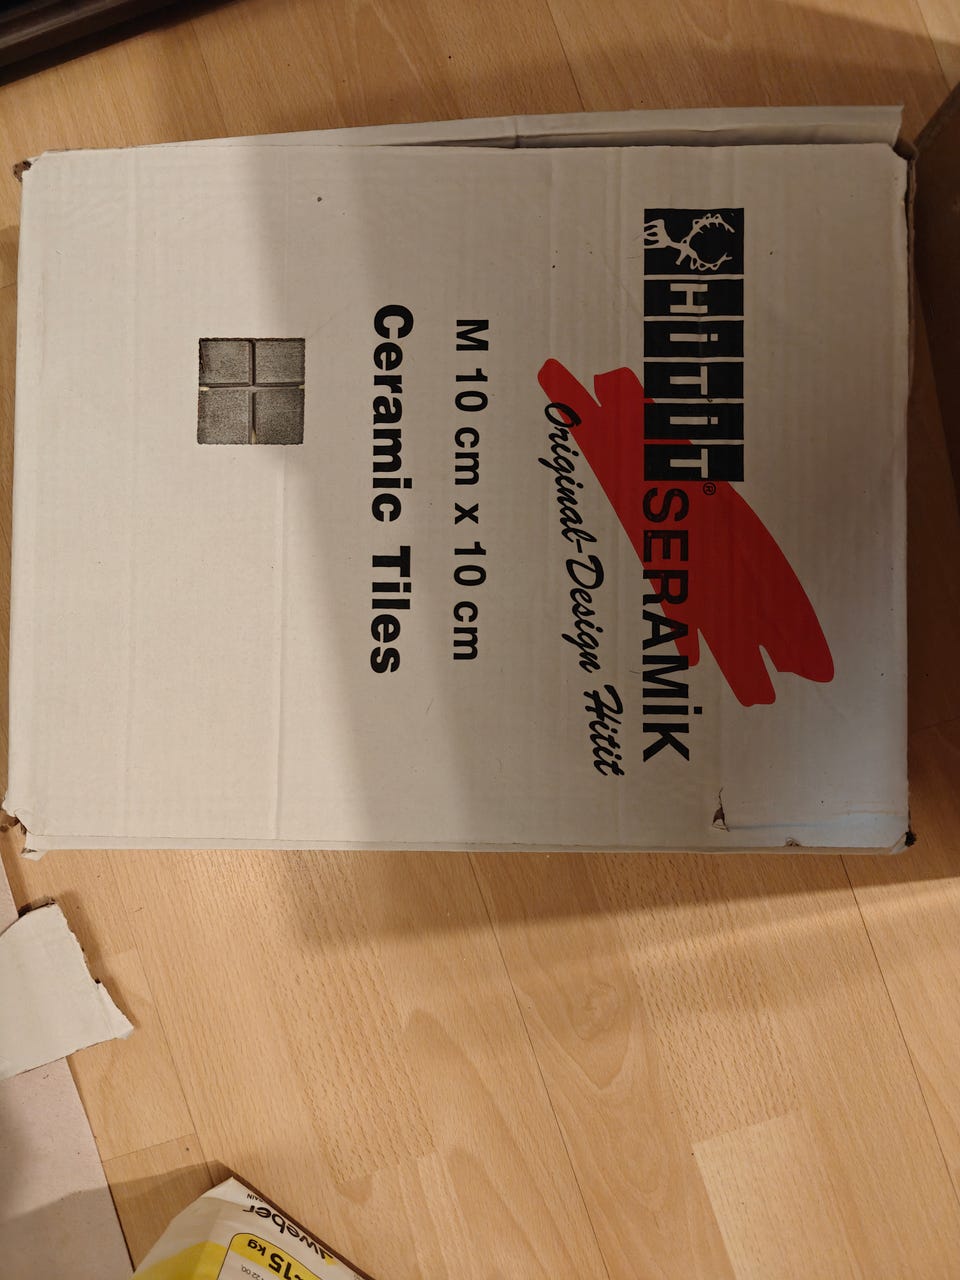 HİTİT® SERAMİK
Original-Design Hitit
M 10 cm x 10 cm
Ceramic Tiles
weber
15 kg